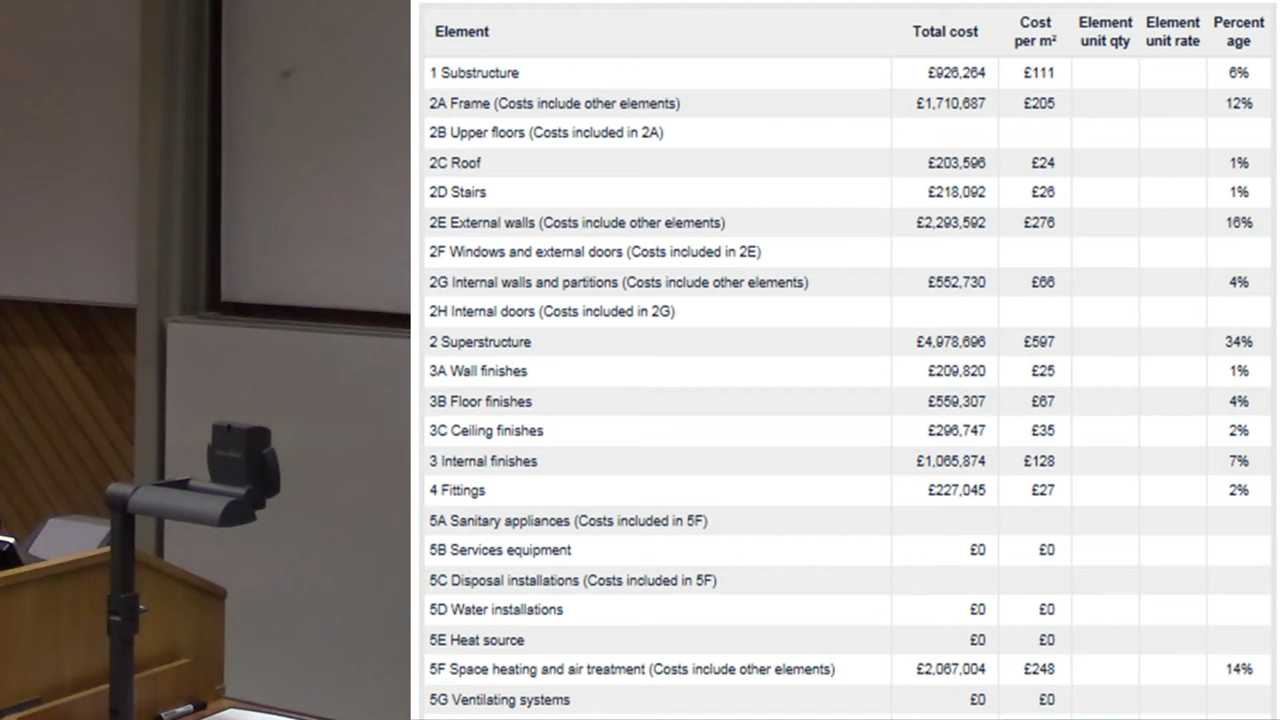 Element Total cost Cost per m² Element unit qty Element unit rate Percent age
1 Substructure £926,264 £111 6%
2A Frame (Costs include other elements) £1,710,687 £205 12%
2B Upper floors (Costs included in 2A)
2C Roof £203,596 £24 1%
2D Stairs £218,092 £26 1%
2E External walls (Costs include other elements) £2,293,592 £276 16%
2F Windows and external doors (Costs included in 2E)
2G Internal walls and partitions (Costs include other elements) £552,730 £66 4%
2H Internal doors (Costs included in 2G)
2 Superstructure £4,978,696 £597 34%
3A Wall finishes £209,820 £25 1%
3B Floor finishes £559,307 £67 4%
3C Ceiling finishes £296,747 £35 2%
3 Internal finishes £1,065,874 £128 7%
4 Fittings £227,045 £27 2%
5A Sanitary appliances (Costs included in 5F)
5B Services equipment £0 £0
5C Disposal installations (Costs included in 5F)
5D Water installations £0 £0
5E Heat source £0 £0
5F Space heating and air treatment (Costs include other elements) £2,067,004 £248 14%
5G Ventilating systems £0 £0